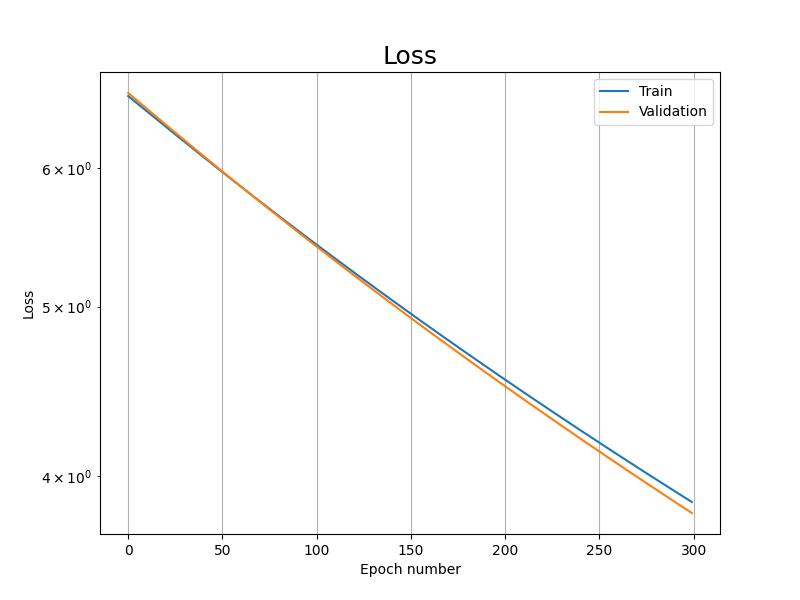 Loss
Train
Validation
6 × 10⁰
5 × 10⁰
4 × 10⁰
Loss
0 50 100 150 200 250 300
Epoch number